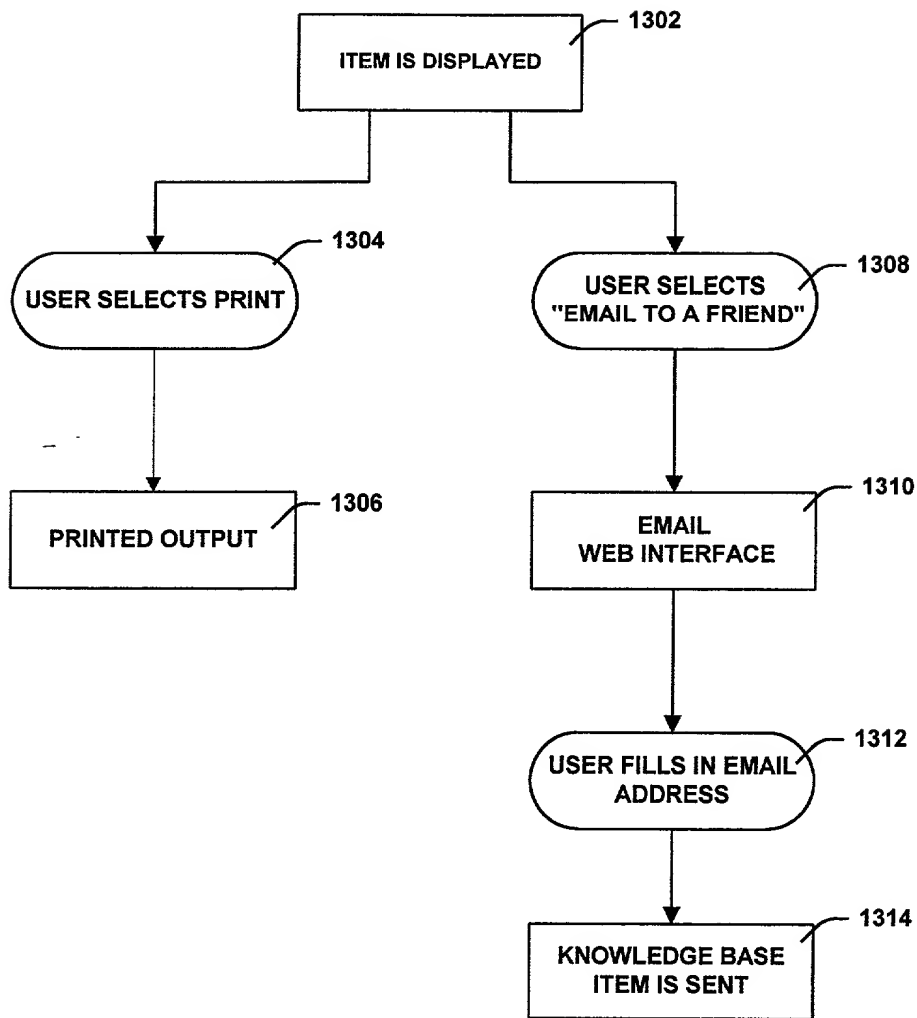 1302
ITEM IS DISPLAYED
1304
USER SELECTS PRINT
1308
USER SELECTS
"EMAIL TO A FRIEND"
1306
PRINTED OUTPUT
1310
EMAIL
WEB INTERFACE
1312
USER FILLS IN EMAIL
ADDRESS
1314
KNOWLEDGE BASE
ITEM IS SENT